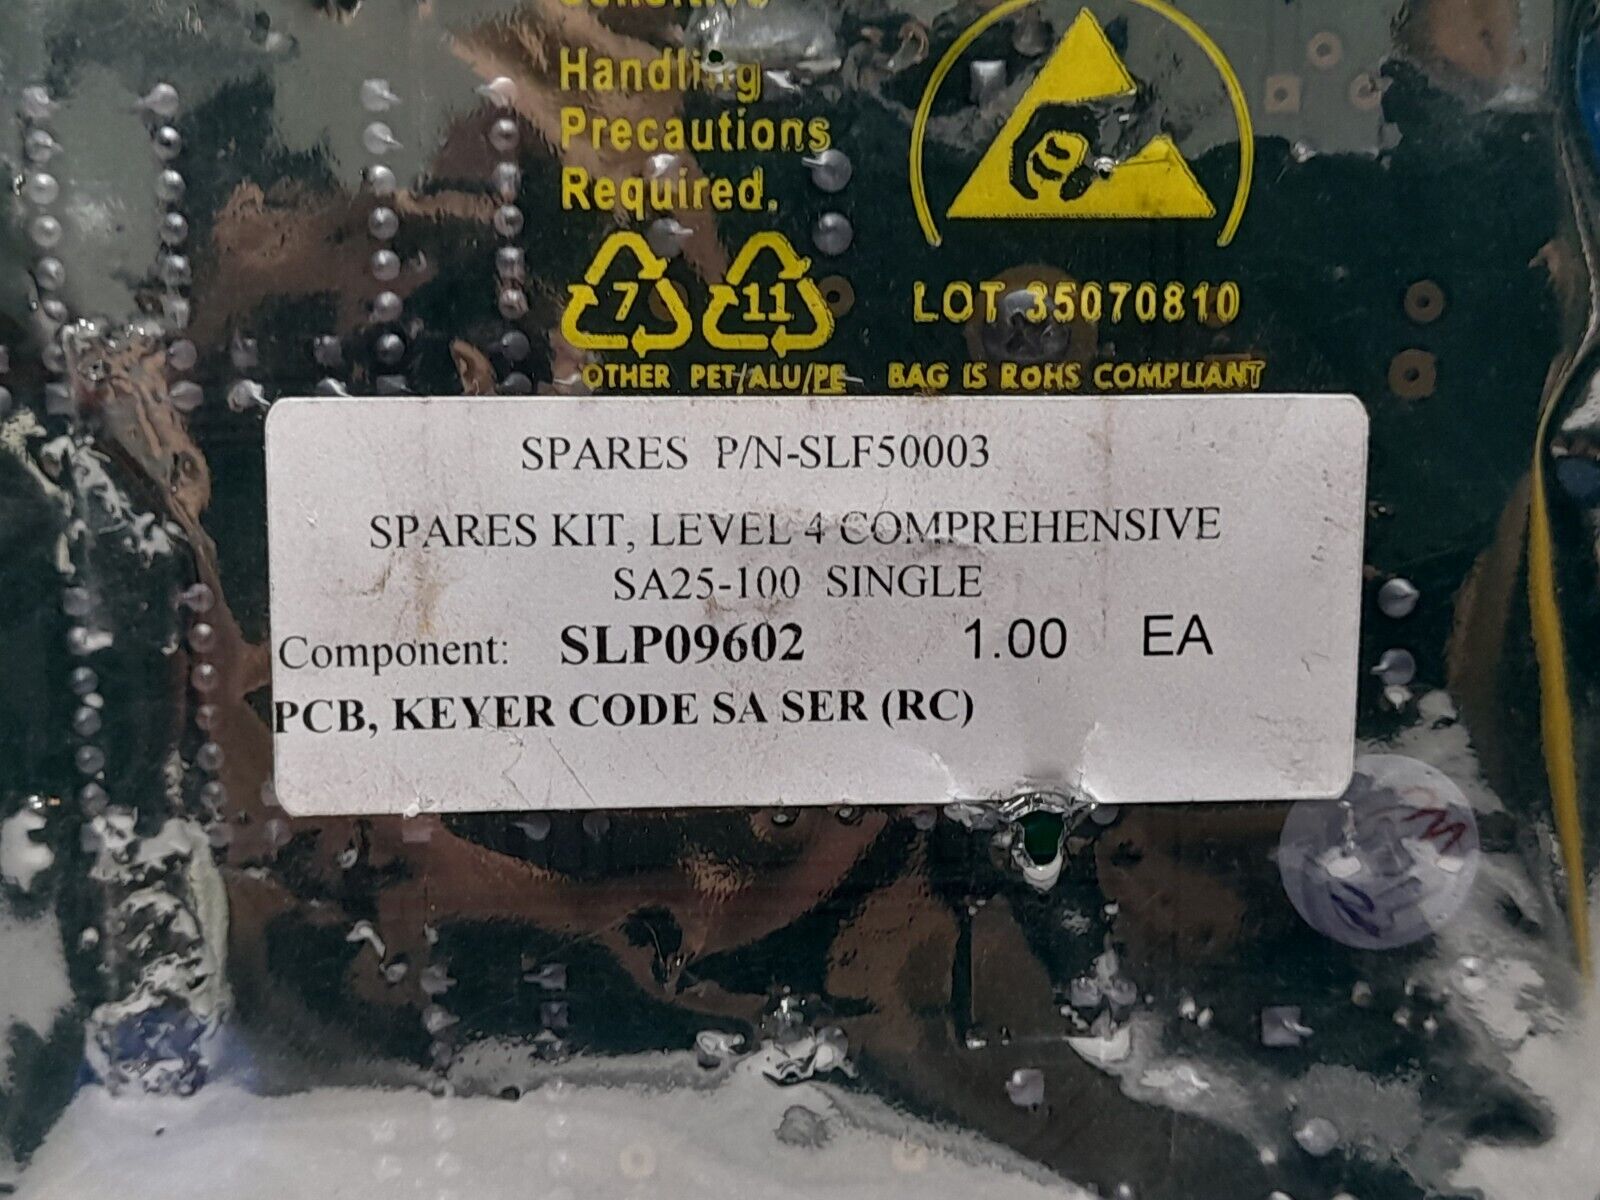 Handling
Precautions
Required.
7 11
LOT 35070810
OTHER PET/ALU/PE BAG IS RoHS COMPLIANT
SPARES P/N-SLF50003
SPARES KIT, LEVEL 4 COMPREHENSIVE
SA25-100 SINGLE
Component: SLP09602 1.00 EA
PCB, KEYER CODE SA SER (RC)